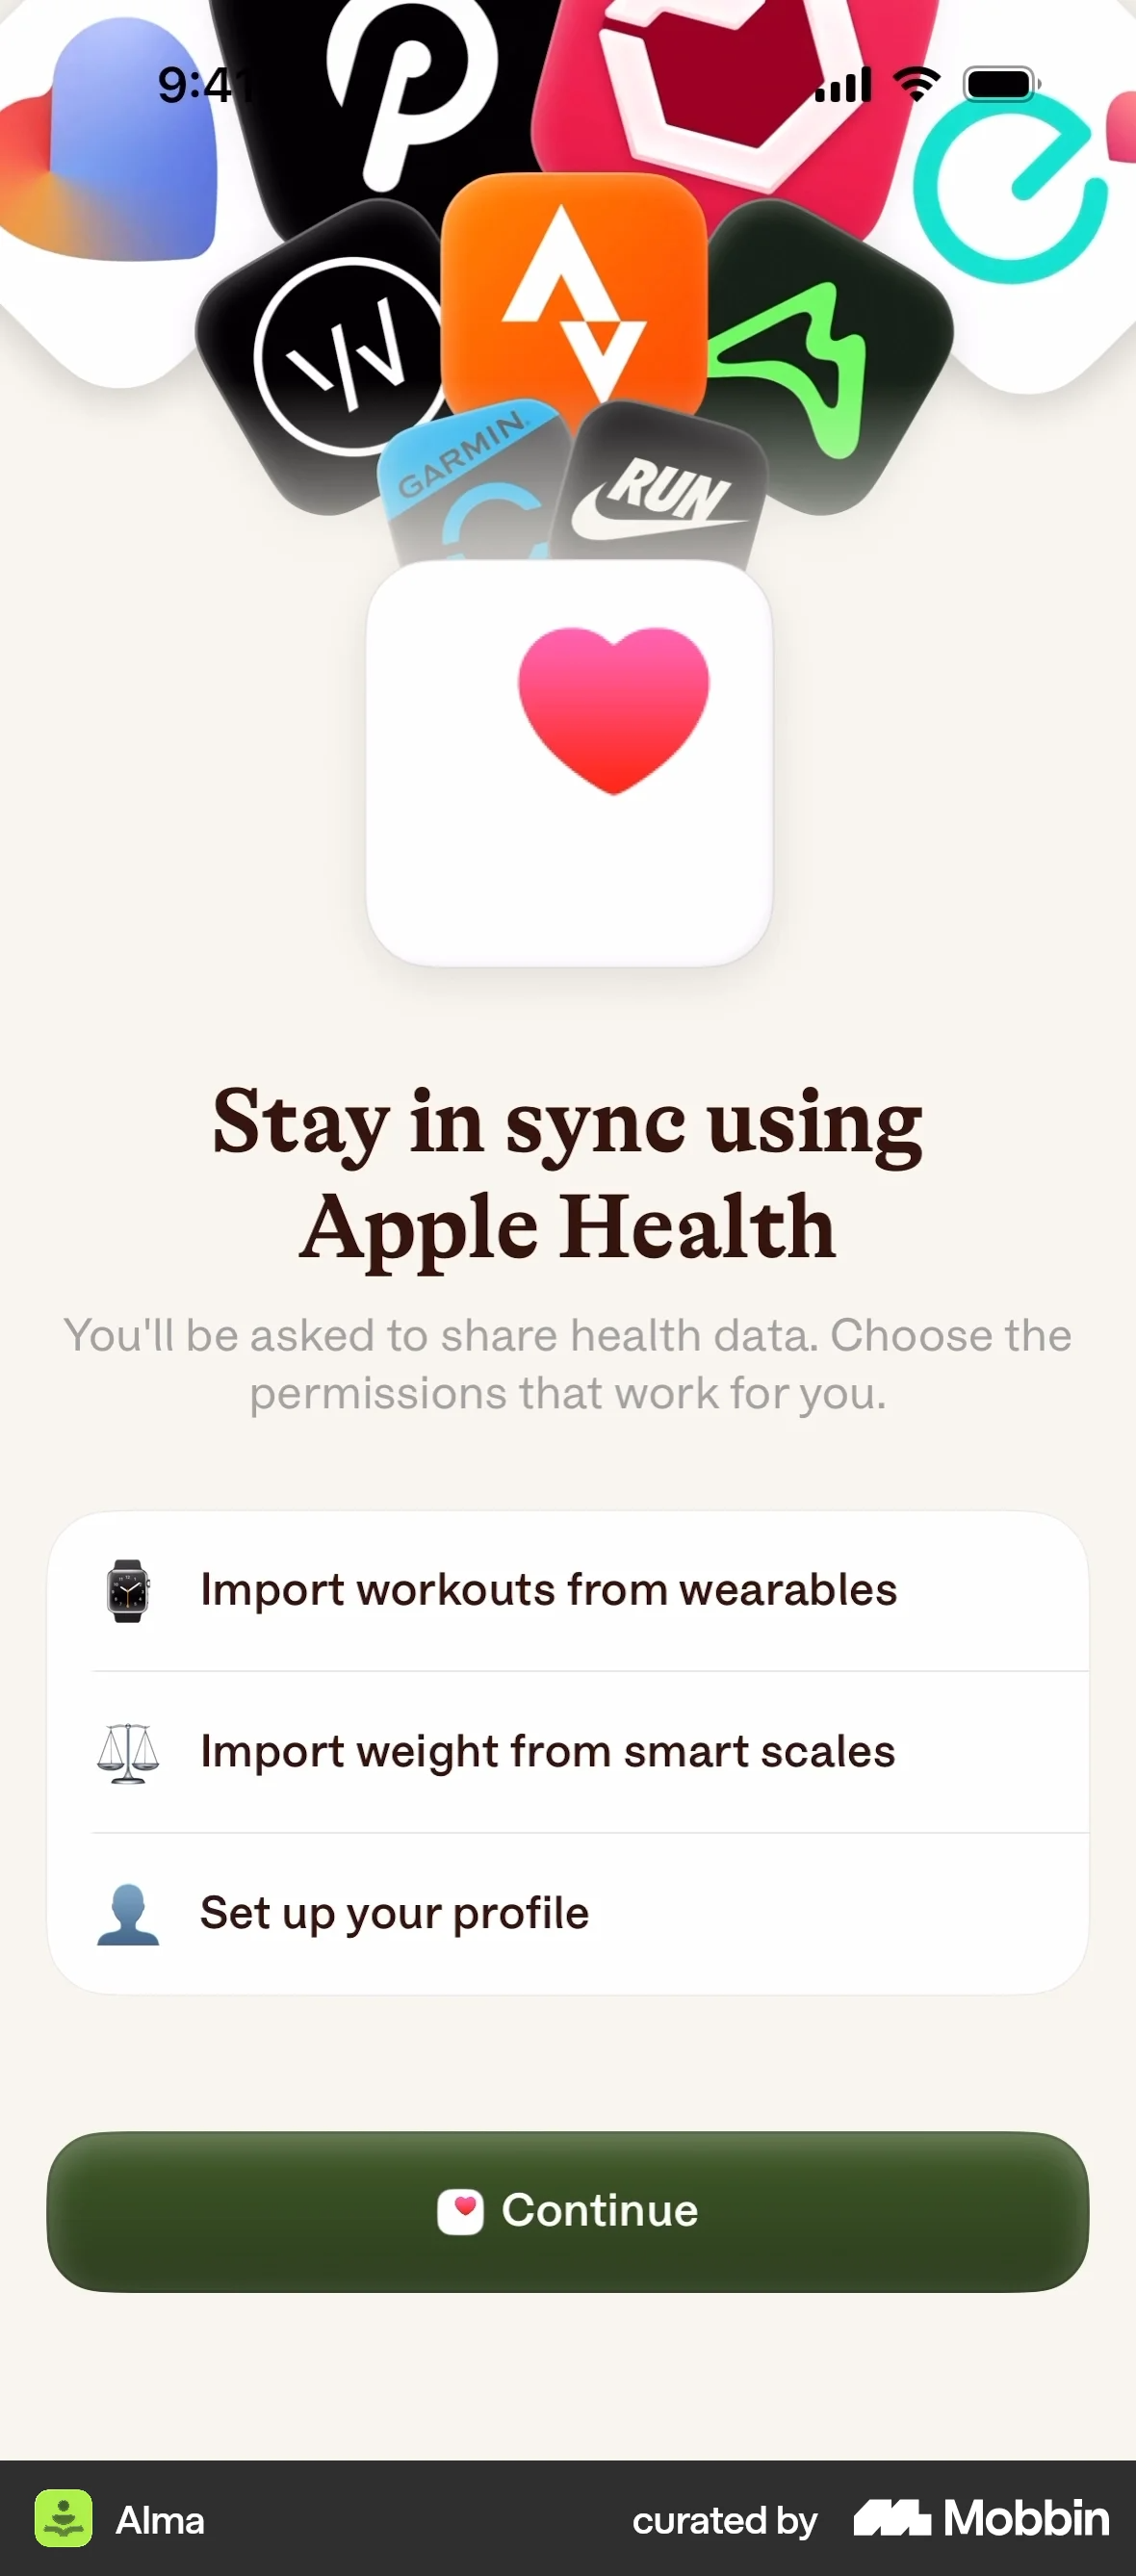 9:41
GARMIN.
RUN
Stay in sync using
Apple Health
You'll be asked to share health data. Choose the
permissions that work for you.
Import workouts from wearables
Import weight from smart scales
Set up your profile
Continue
Alma
curated by Mobbin